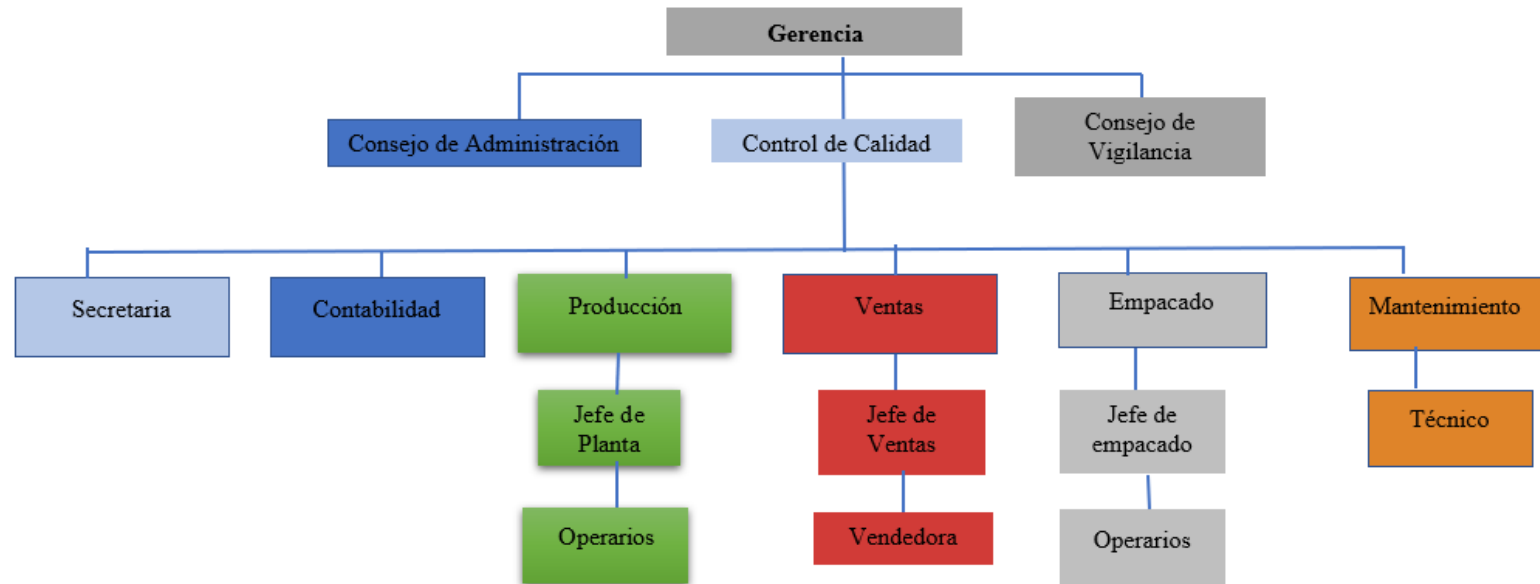 Gerencia
Consejo de Administración
Control de Calidad
Consejo de
Vigilancia
Secretaria
Contabilidad
Producción
Ventas
Empacado
Mantenimiento
Jefe de
Planta
Jefe de
Ventas
Jefe de
empacado
Técnico
Operarios
Vendedora
Operarios